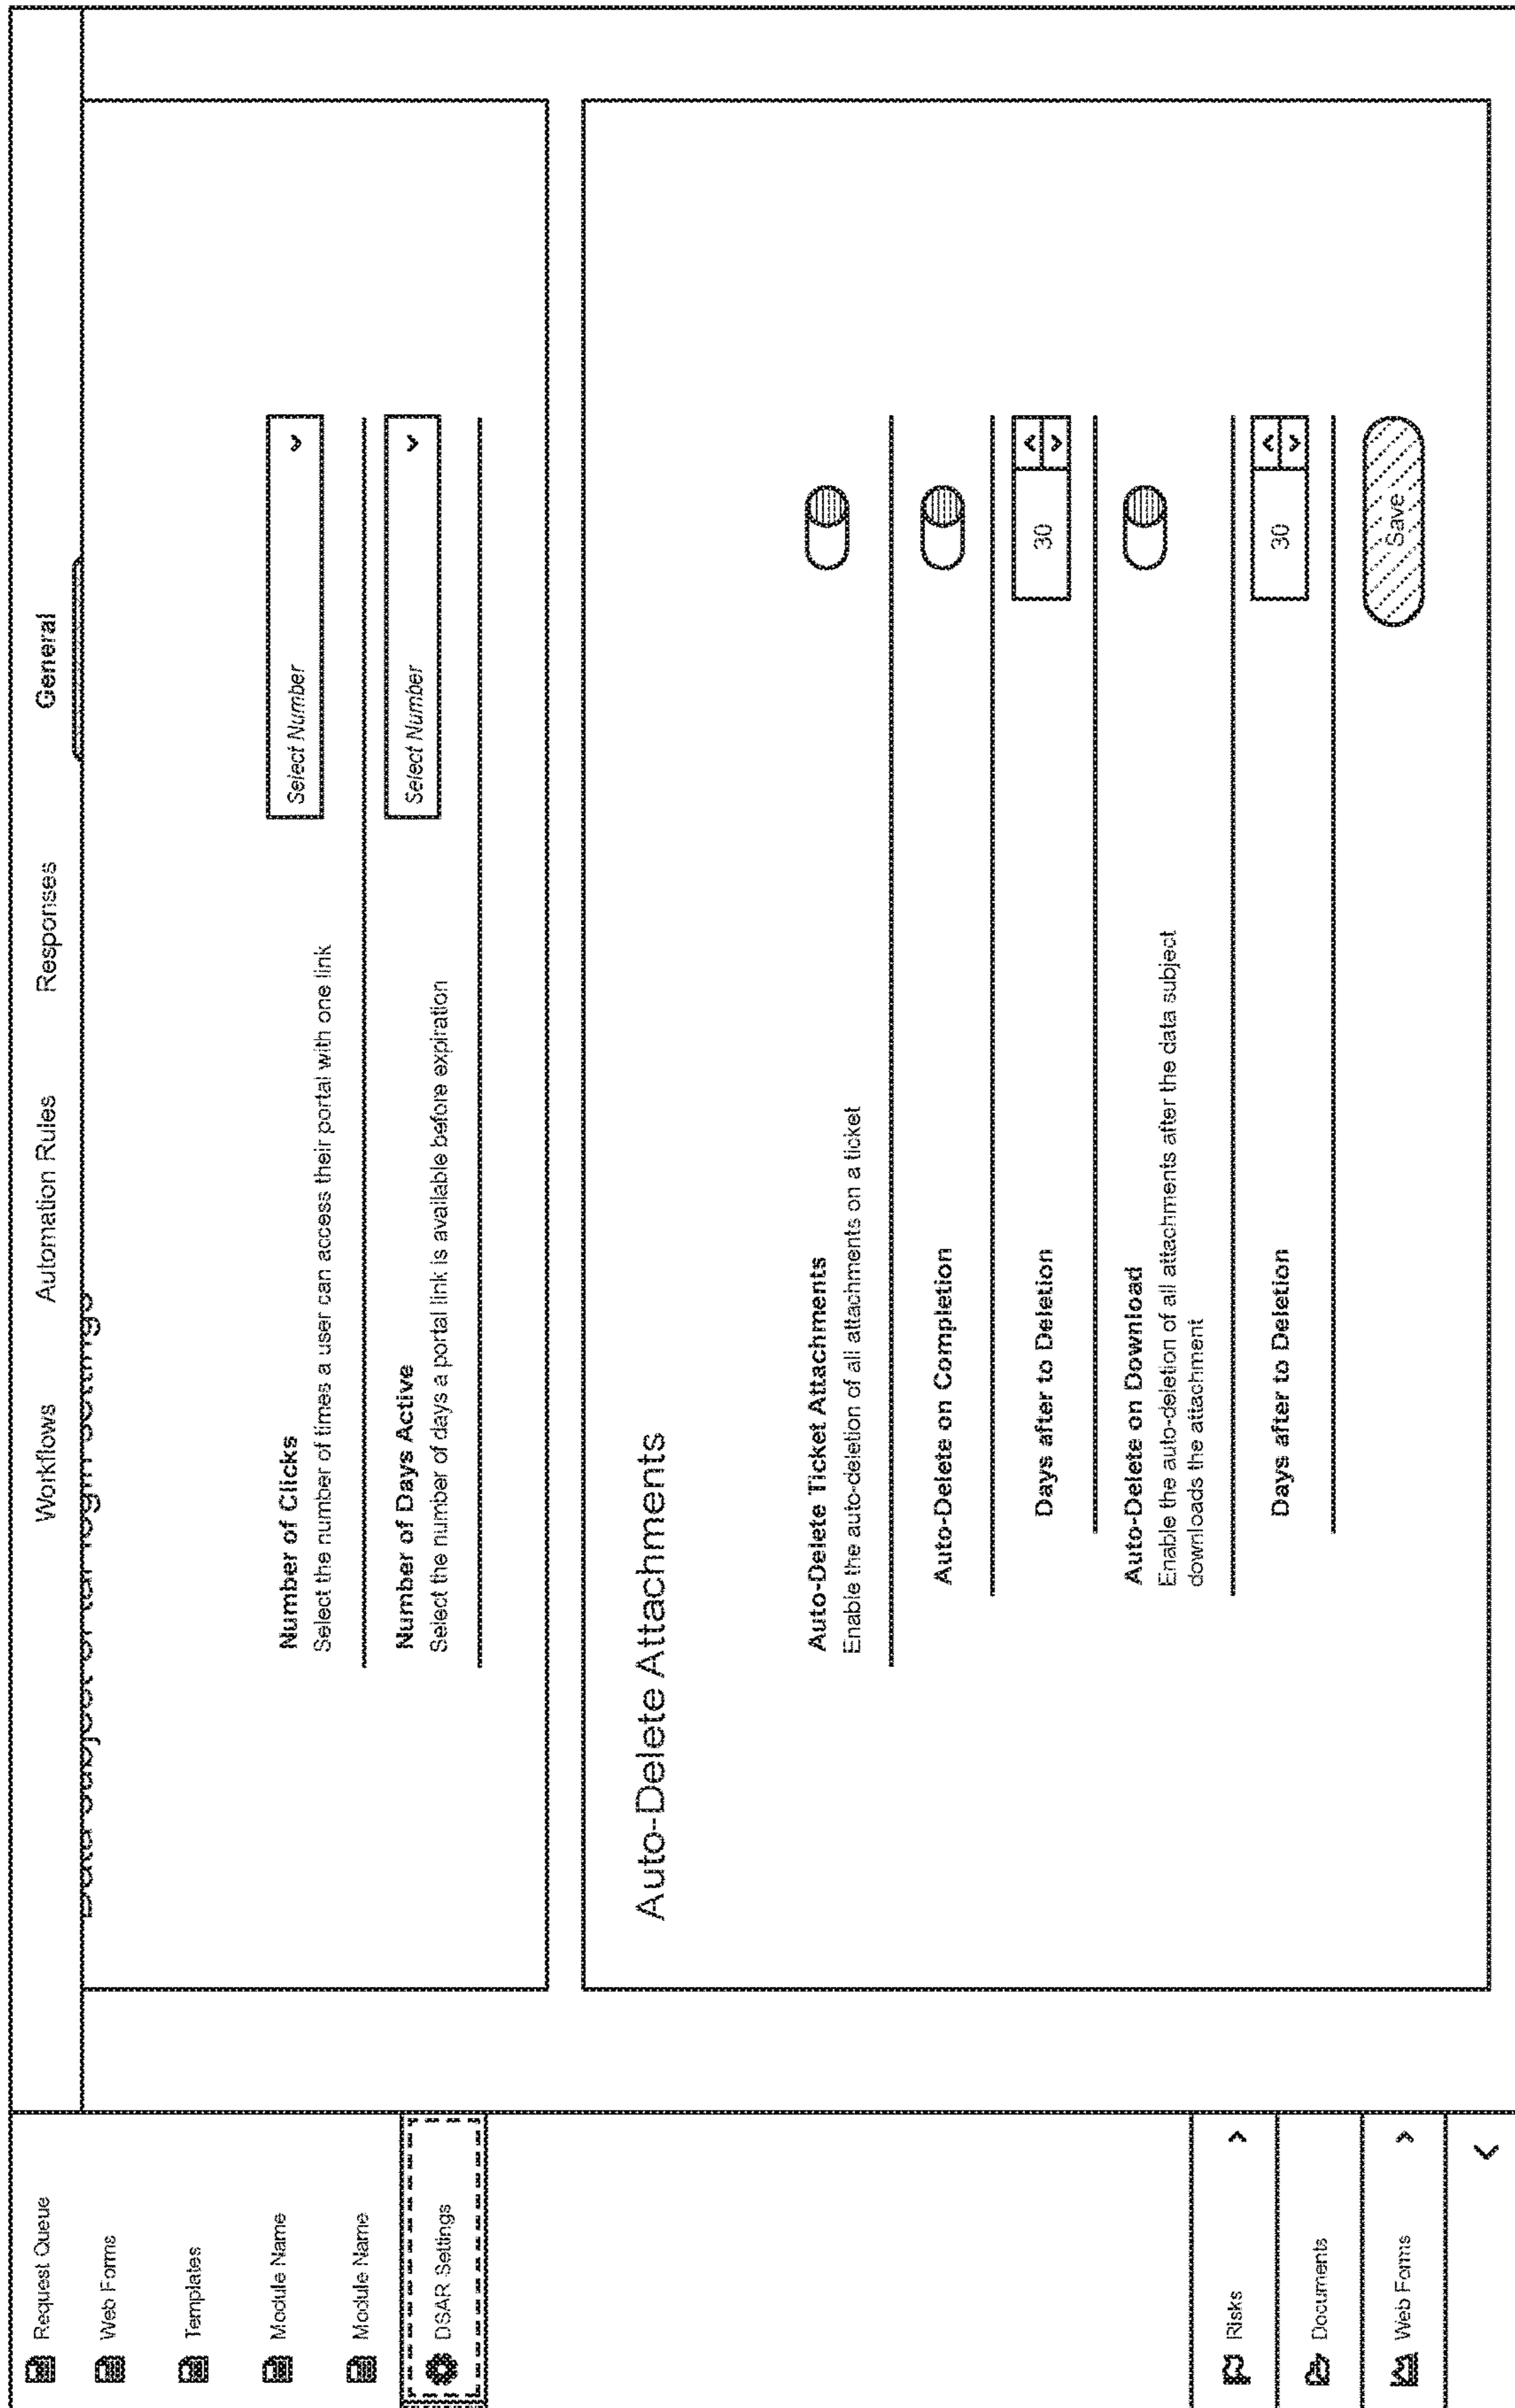 Request Queue
Web Forms
Templates
Module Name
Module Name
DSAR Settings
Risks
Documents
Web Forms
Workflows
Automation Rules
Responses
General
Number of Clicks
Select the number of times a user can access their portal with one link
Select Number
Number of Days Active
Select the number of days a portal link is available before expiration
Select Number
Auto-Delete Attachments
Auto-Delete Ticket Attachments
Enable the auto-deletion of all attachments on a ticket
Auto-Delete on Completion
Days after to Deletion
30
Auto-Delete on Download
Enable the auto-deletion of all attachments after the data subject
downloads the attachment
Days after to Deletion
30
Save